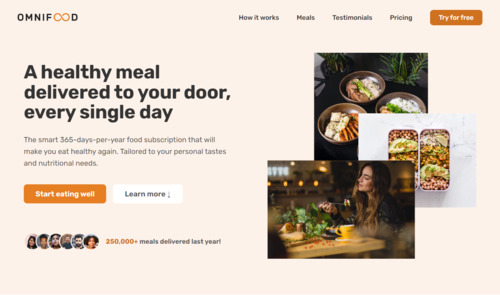 OMNIFOOD
How it works
Meals
Testimonials
Pricing
Try for free
A healthy meal
delivered to your door,
every single day
The smart 365-days-per-year food subscription that will
make you eat healthy again. Tailored to your personal tastes
and nutritional needs.
Start eating well
Learn more ↓
250,000+ meals delivered last year!